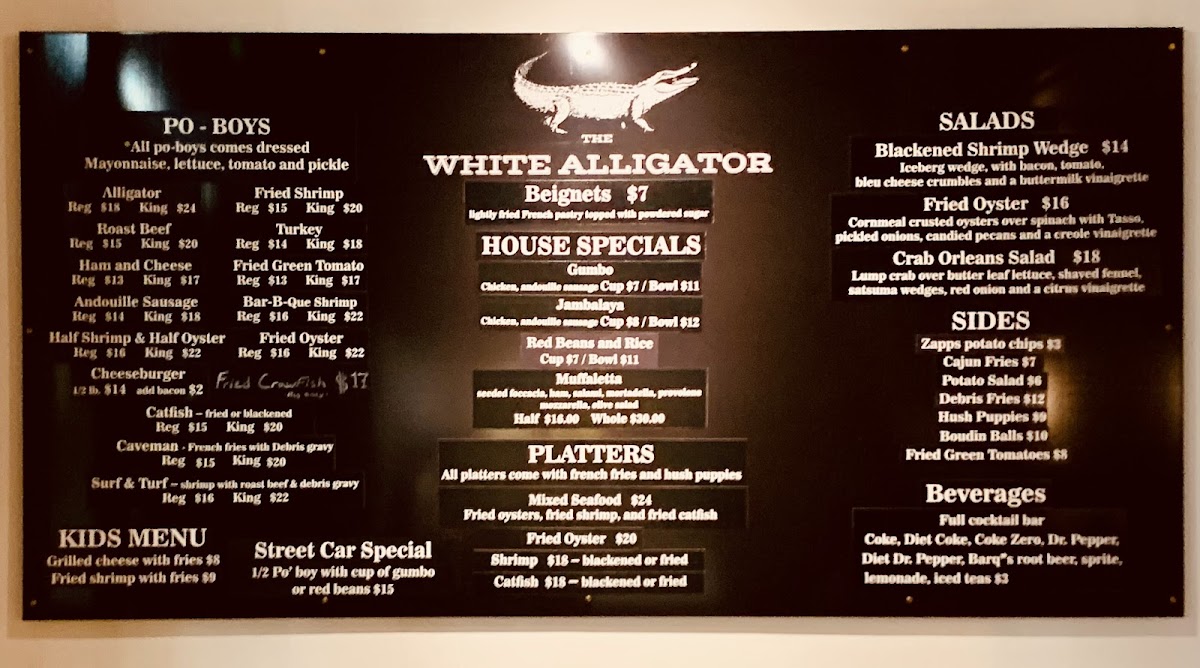 PO - BOYS
*All po-boys comes dressed
Mayonnaise, lettuce, tomato and pickle
Alligator
Reg $18 King $24
Fried Shrimp
Reg $15 King $20
Roast Beef
Reg $15 King $20
Turkey
Reg $14 King $18
Ham and Cheese
Reg $13 King $17
Fried Green Tomato
Reg $13 King $17
Andouille Sausage
Reg $14 King $18
Bar-B-Que Shrimp
Reg $16 King $22
Half Shrimp & Half Oyster
Reg $16 King $22
Fried Oyster
Reg $16 King $22
Cheeseburger
1/2 lb. $14 add bacon $2
Fried Crawfish $17
Catfish – fried or blackened
Reg $15 King $20
Caveman - French fries with Debris gravy
Reg $15 King $20
Surf & Turf – shrimp with roast beef & debris gravy
Reg $16 King $22
KIDS MENU
Grilled cheese with fries $8
Fried shrimp with fries $9
Street Car Special
1/2 Po' boy with cup of gumbo
or red beans $15
THE
WHITE ALLIGATOR
Beignets $7
lightly fried French pastry topped with powdered sugar
HOUSE SPECIALS
Gumbo
Chicken, andouille sausage Cup $7 / Bowl $11
Jambalaya
Chicken, andouille sausage Cup $8 / Bowl $12
Red Beans and Rice
Cup $7 / Bowl $11
Muffaletta
seeded foccacia, ham, salami, mortadella, provolone
mozzarella, olive salad
Half $16.00 Whole $30.00
PLATTERS
All platters come with french fries and hush puppies
Mixed Seafood $24
Fried oysters, fried shrimp, and fried catfish
Fried Oyster $20
Shrimp $18 – blackened or fried
Catfish $18 – blackened or fried
SALADS
Blackened Shrimp Wedge $14
Iceberg wedge, with bacon, tomato,
bleu cheese crumbles and a buttermilk vinaigrette
Fried Oyster $16
Cornmeal crusted oysters over spinach with Tasso,
pickled onions, candied pecans and a creole vinaigrette
Crab Orleans Salad $18
Lump crab over butter leaf lettuce, shaved fennel,
satsuma wedges, red onion and a citrus vinaigrette
SIDES
Zapps potato chips $3
Cajun Fries $7
Potato Salad $6
Debris Fries $12
Hush Puppies $9
Boudin Balls $10
Fried Green Tomatoes $8
Beverages
Full cocktail bar
Coke, Diet Coke, Coke Zero, Dr. Pepper,
Diet Dr. Pepper, Barq"s root beer, sprite,
lemonade, iced teas $3